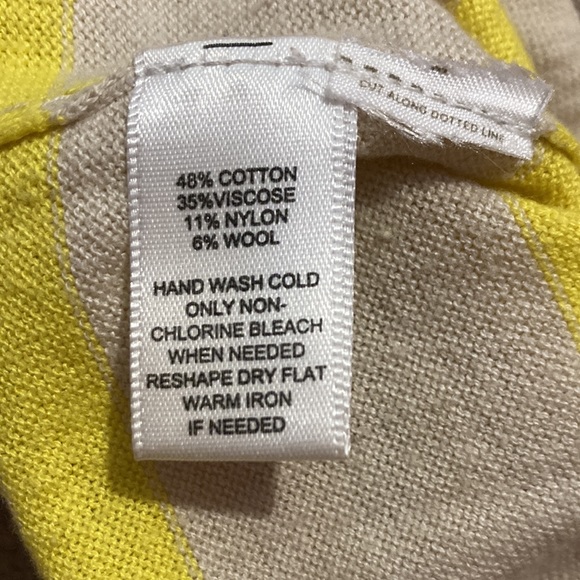 CUT ALONG DOTTED LINE
48% COTTON
35%VISCOSE
11% NYLON
6% WOOL
HAND WASH COLD
ONLY NON-
CHLORINE BLEACH
WHEN NEEDED
RESHAPE DRY FLAT
WARM IRON
IF NEEDED